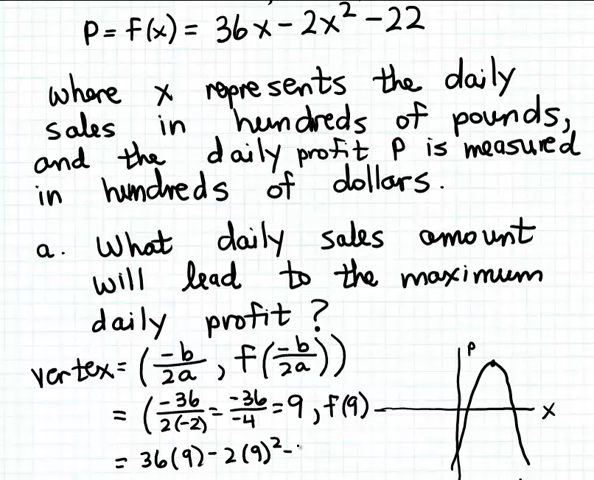 P = f(x) = 36x - 2x² - 22
where x represents the daily
sales in hundreds of pounds,
and the daily profit P is measured
in hundreds of dollars.
a. What daily sales amount
will lead to the maximum
daily profit?
vertex = (-b/2a, f(-b/2a))
= (-36/2(-2) = -36/-4 = 9, f(9)
= 36(9) - 2(9)² -
P
x